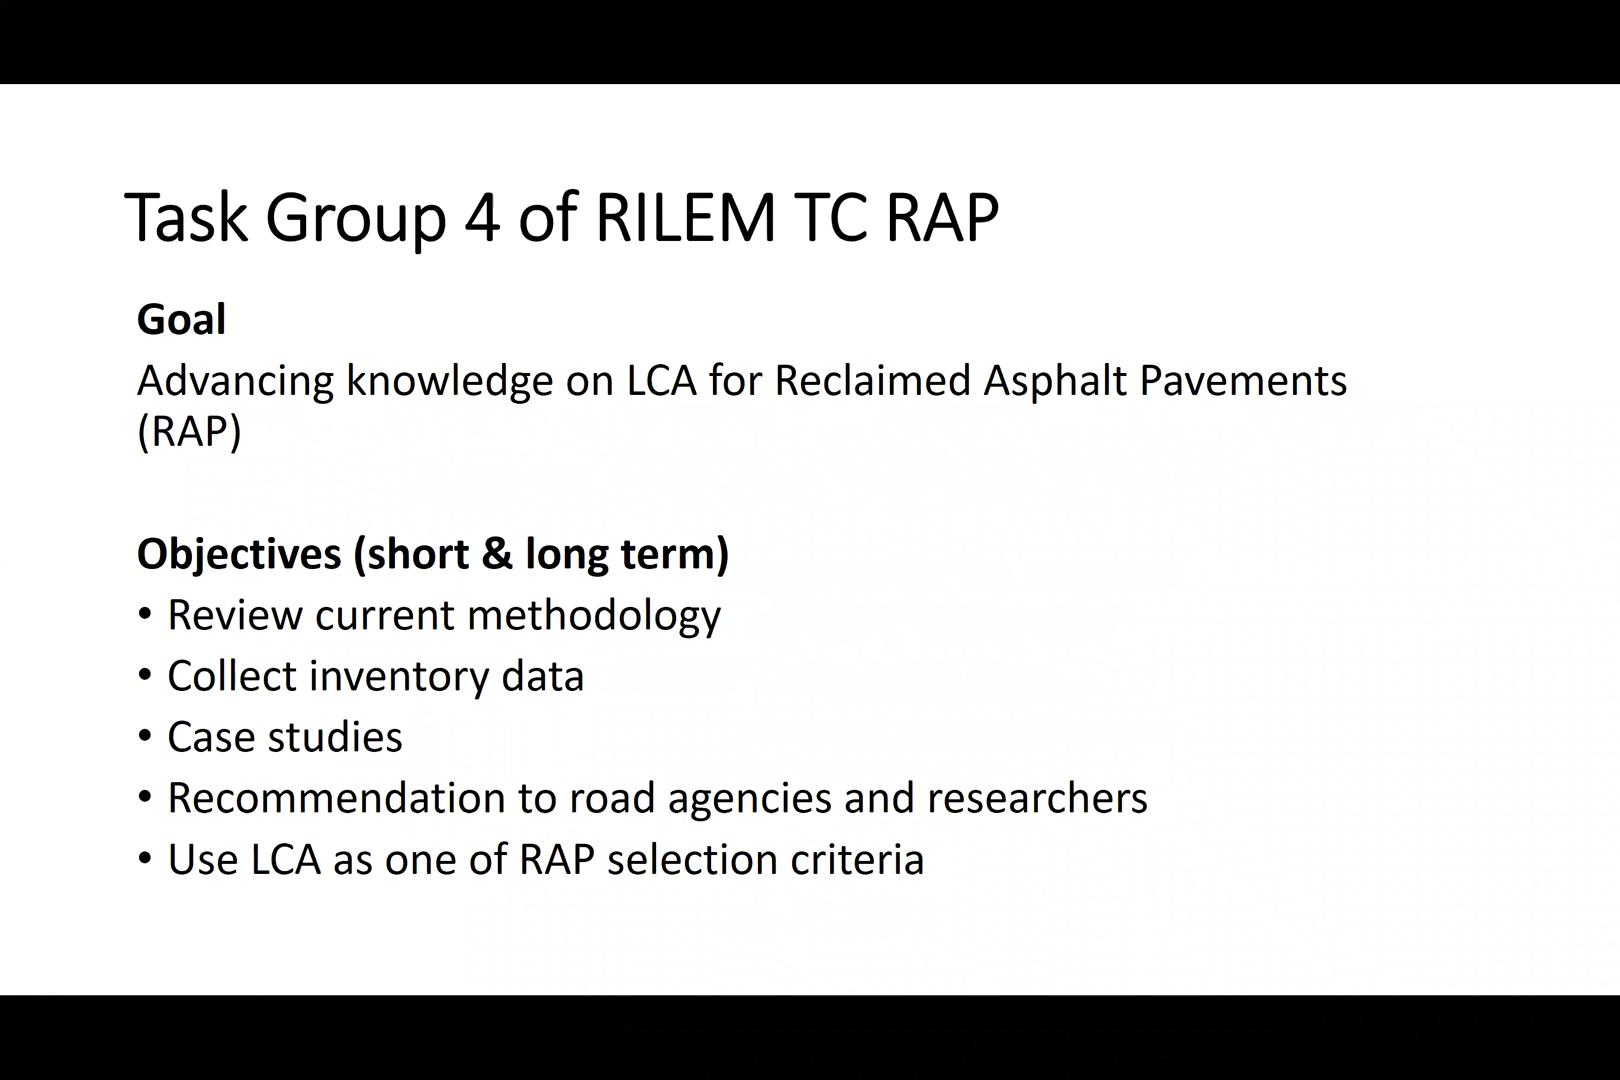 Task Group 4 of RILEM TC RAP
Goal
Advancing knowledge on LCA for Reclaimed Asphalt Pavements
(RAP)
Objectives (short & long term)
• Review current methodology
• Collect inventory data
• Case studies
• Recommendation to road agencies and researchers
• Use LCA as one of RAP selection criteria